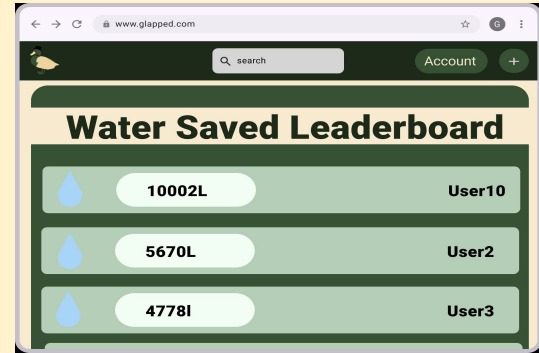 www.glapped.com
G
search
Account
+
Water Saved Leaderboard
10002L User10
5670L User2
4778l User3